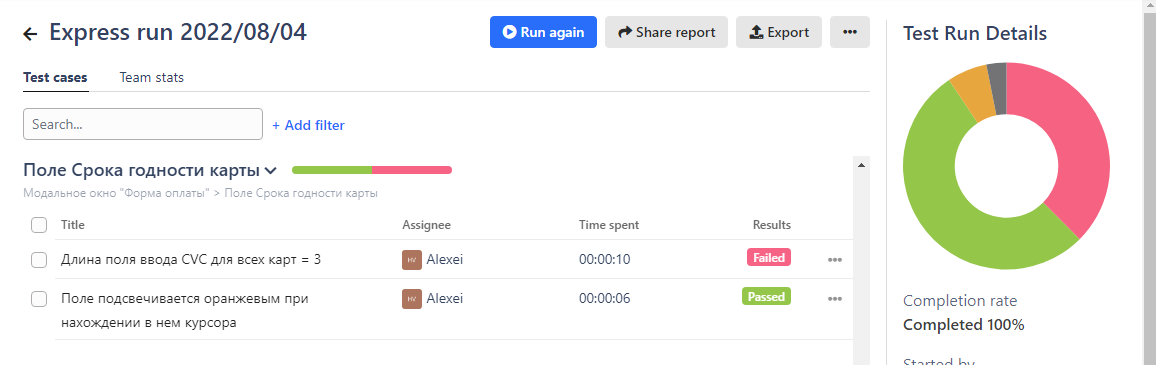 Express run 2022/08/04
Run again
Share report
Export
Test Run Details
Test cases
Team stats
Search...
+ Add filter
Поле Срока годности карты
Модальное окно "Форма оплаты" > Поле Срока годности карты
Title
Assignee
Time spent
Results
Длина поля ввода CVC для всех карт = 3
HV
Alexei
00:00:10
Failed
Поле подсвечивается оранжевым при
нахождении в нем курсора
HV
Alexei
00:00:06
Passed
Completion rate
Completed 100%
Started by